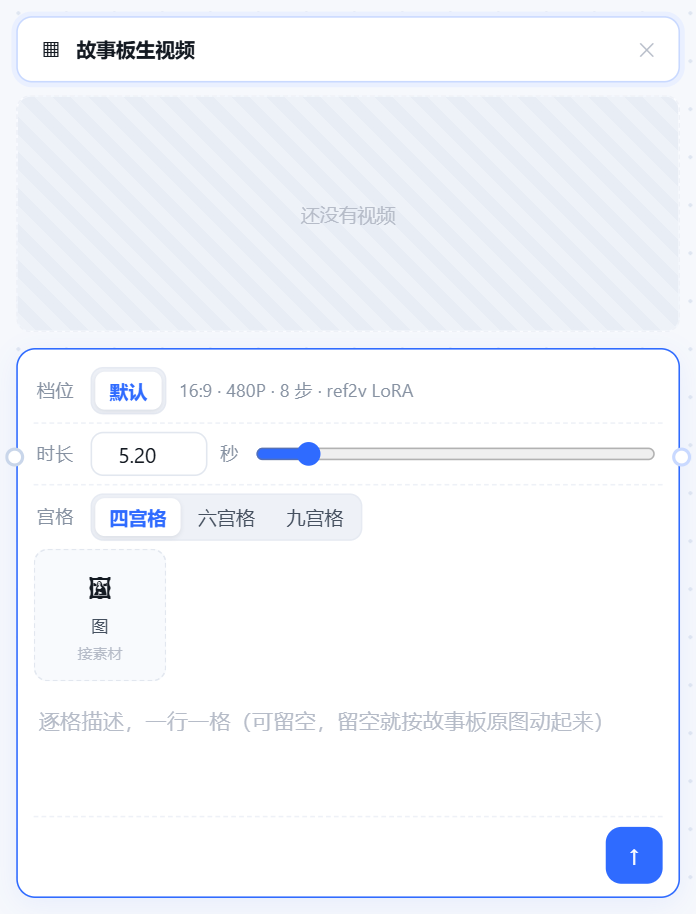 故事板生视频
还没有视频
档位 默认 16:9 · 480P · 8 步 · ref2v LoRA
时长 5.20 秒
宫格 四宫格 六宫格 九宫格
图
接素材
逐格描述，一行一格（可留空，留空就按故事板原图动起来）
↑